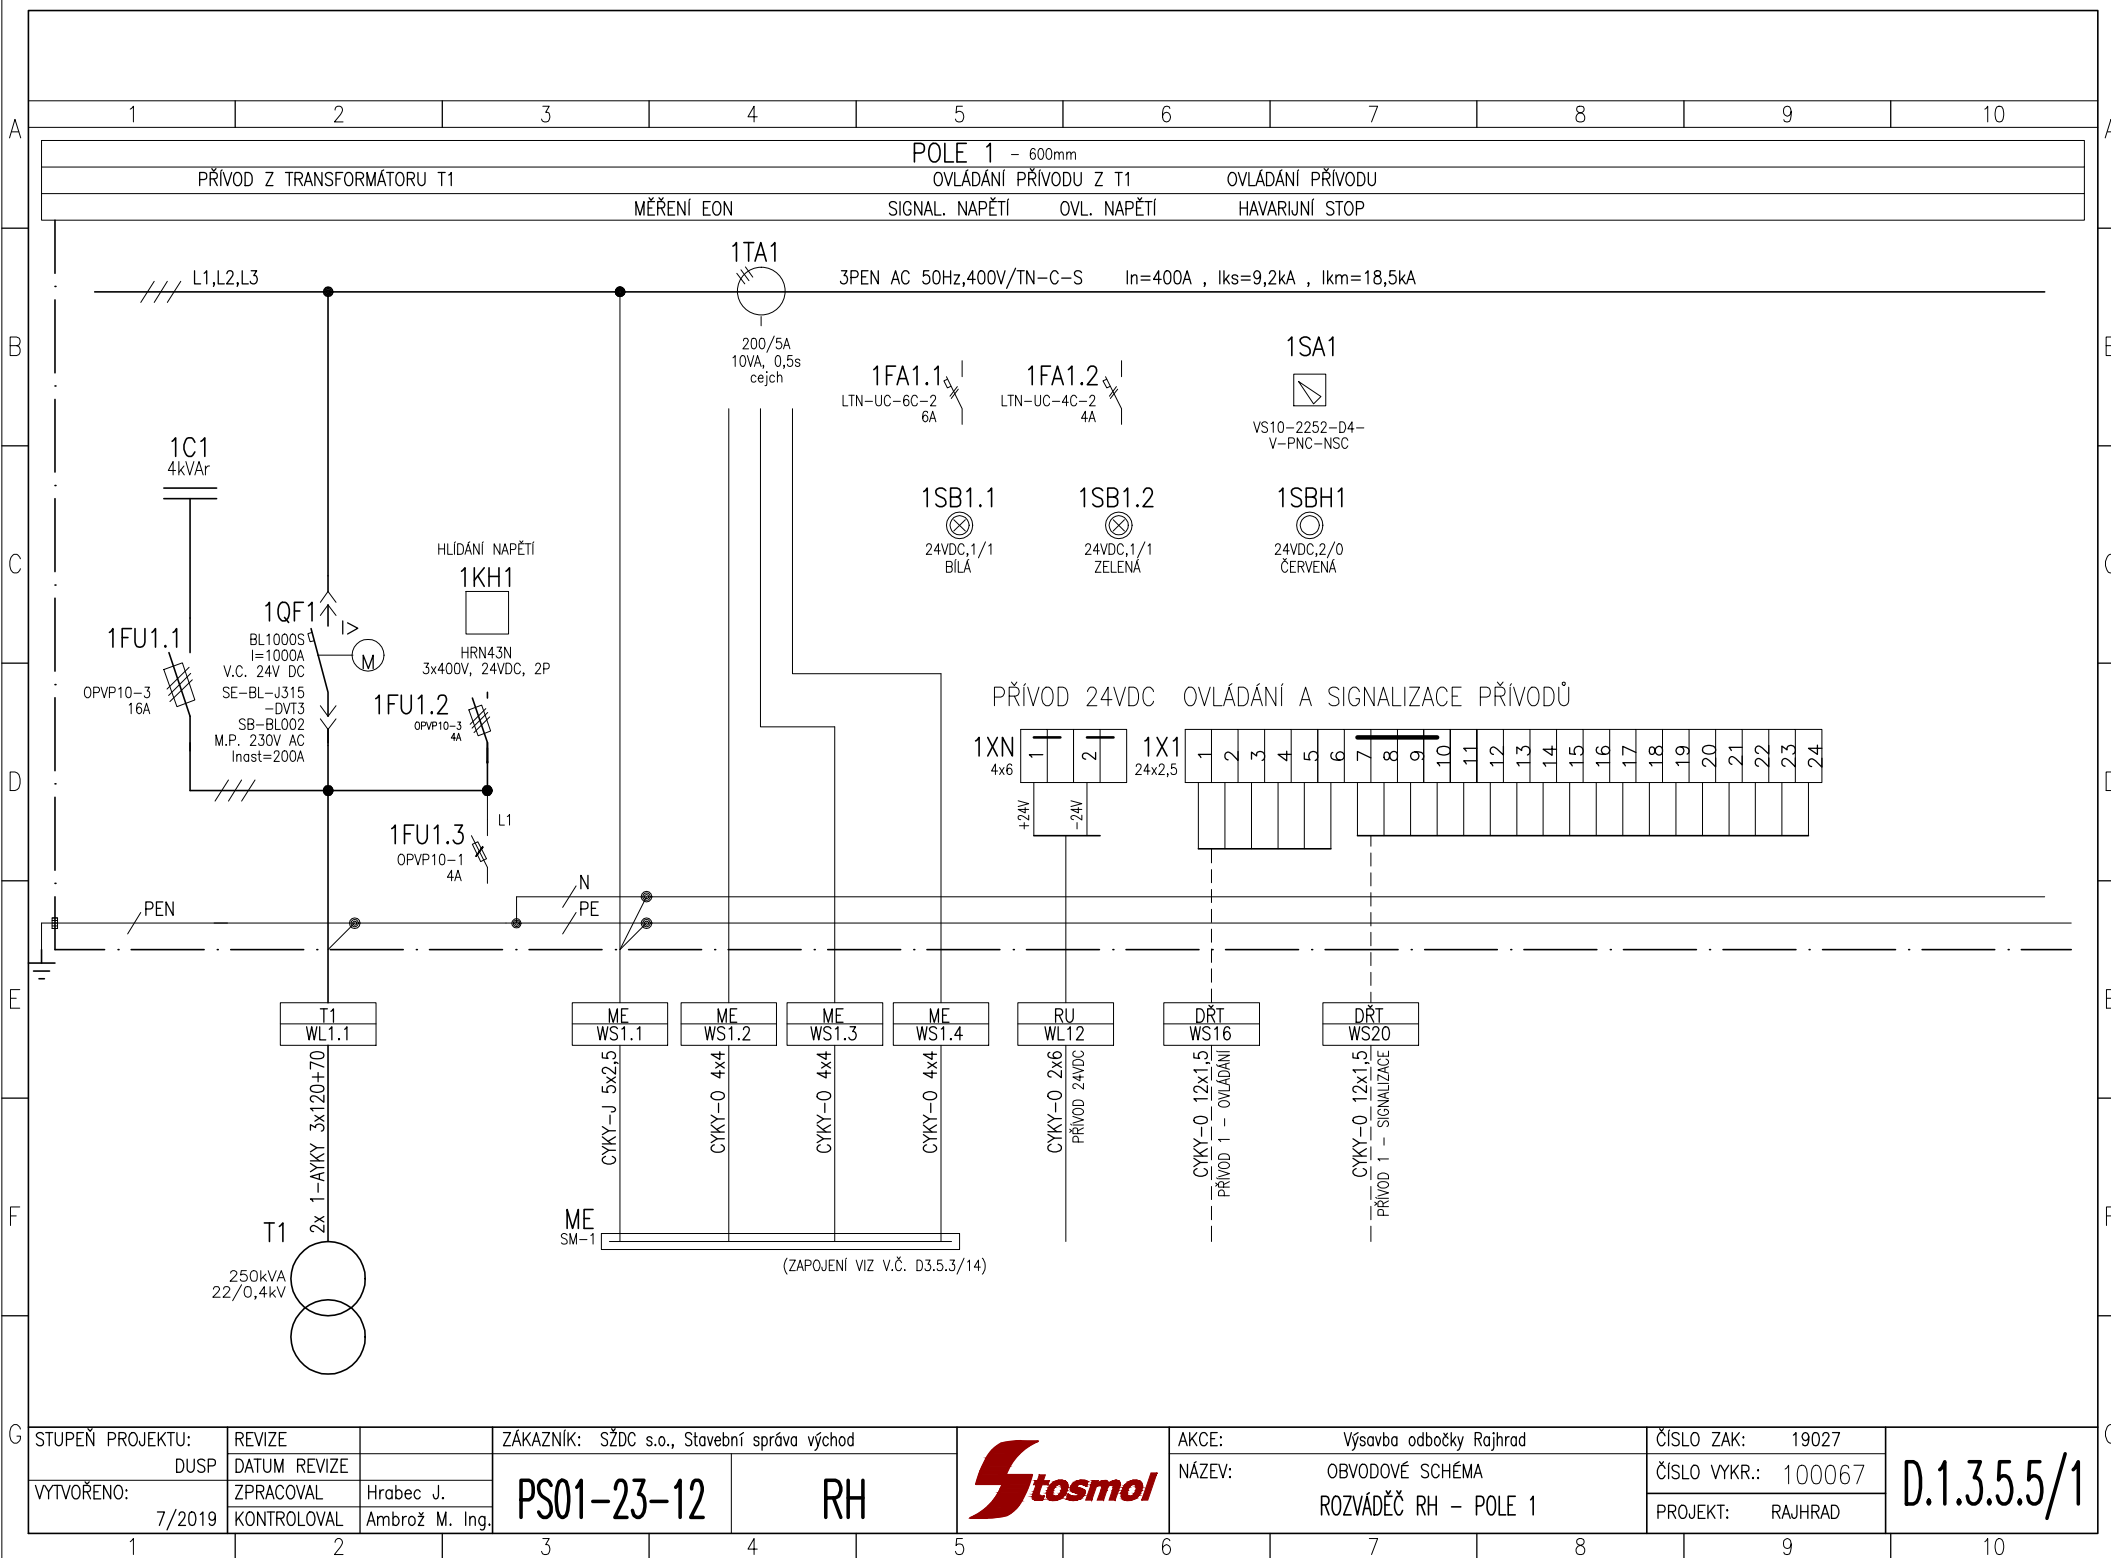 1 2 3 4 5 6 7 8 9 10
A A
POLE 1 - 600mm
PŘÍVOD Z TRANSFORMÁTORU T1 OVLÁDÁNÍ PŘÍVODU Z T1 OVLÁDÁNÍ PŘÍVODU
MĚŘENÍ EON SIGNAL. NAPĚTÍ OVL. NAPĚTÍ HAVARIJNÍ STOP
1TA1
L1,L2,L3
3PEN AC 50Hz,400V/TN-C-S In=400A , Iks=9,2kA , Ikm=18,5kA
B B
200/5A
10VA, 0,5s
cejch
1FA1.1
LTN-UC-6C-2
6A
1FA1.2
LTN-UC-4C-2
4A
1SA1
VS10-2252-D4-
V-PNC-NSC
1C1
4kVAr
1SB1.1
24VDC,1/1
BÍLÁ
1SB1.2
24VDC,1/1
ZELENÁ
1SBH1
24VDC,2/0
ČERVENÁ
C C
HLÍDÁNÍ NAPĚTÍ
1KH1
HRN43N
3x400V, 24VDC, 2P
1QF1
I>
M
BL1000S
I=1000A
V.C. 24V DC
SE-BL-J315
-DVT3
SB-BL002
M.P. 230V AC
Inast=200A
1FU1.1
OPVP10-3
16A
1FU1.2
OPVP10-3
4A
PŘÍVOD 24VDC OVLÁDÁNÍ A SIGNALIZACE PŘÍVODŮ
1XN
4x6
1 2
1X1
24x2,5
1 2 3 4 5 6 7 8 9 10 11 12 13 14 15 16 17 18 19 20 21 22 23 24
D D
+24V -24V
1FU1.3
OPVP10-1
4A
L1
PEN
N
PE
E E
T1
WL1.1
ME
WS1.1
ME
WS1.2
ME
WS1.3
ME
WS1.4
RU
WL12
DŘT
WS16
DŘT
WS20
2x 1-AYKY 3x120+70
CYKY-J 5x2,5
CYKY-O 4x4
CYKY-O 4x4
CYKY-O 4x4
CYKY-O 2x6
PŘÍVOD 24VDC
CYKY-O 12x1,5
PŘÍVOD 1 - OVLÁDÁNÍ
CYKY-O 12x1,5
PŘÍVOD 1 - SIGNALIZACE
F F
T1
250kVA
22/0,4kV
ME
SM-1
(ZAPOJENÍ VIZ V.Č. D3.5.3/14)
G G
STUPEŇ PROJEKTU:
DUSP
VYTVOŘENO:
7/2019
REVIZE
DATUM REVIZE
ZPRACOVAL Hrabec J.
KONTROLOVAL Ambrož M. Ing.
ZÁKAZNÍK: SŽDC s.o., Stavební správa východ
PS01-23-12 RH
Stosmol
AKCE: Výsavba odbočky Rajhrad
NÁZEV: OBVODOVÉ SCHÉMA
ROZVÁDĚČ RH - POLE 1
ČÍSLO ZAK: 19027
ČÍSLO VYKR.: 100067
PROJEKT: RAJHRAD
D.1.3.5.5/1
1 2 3 4 5 6 7 8 9 10